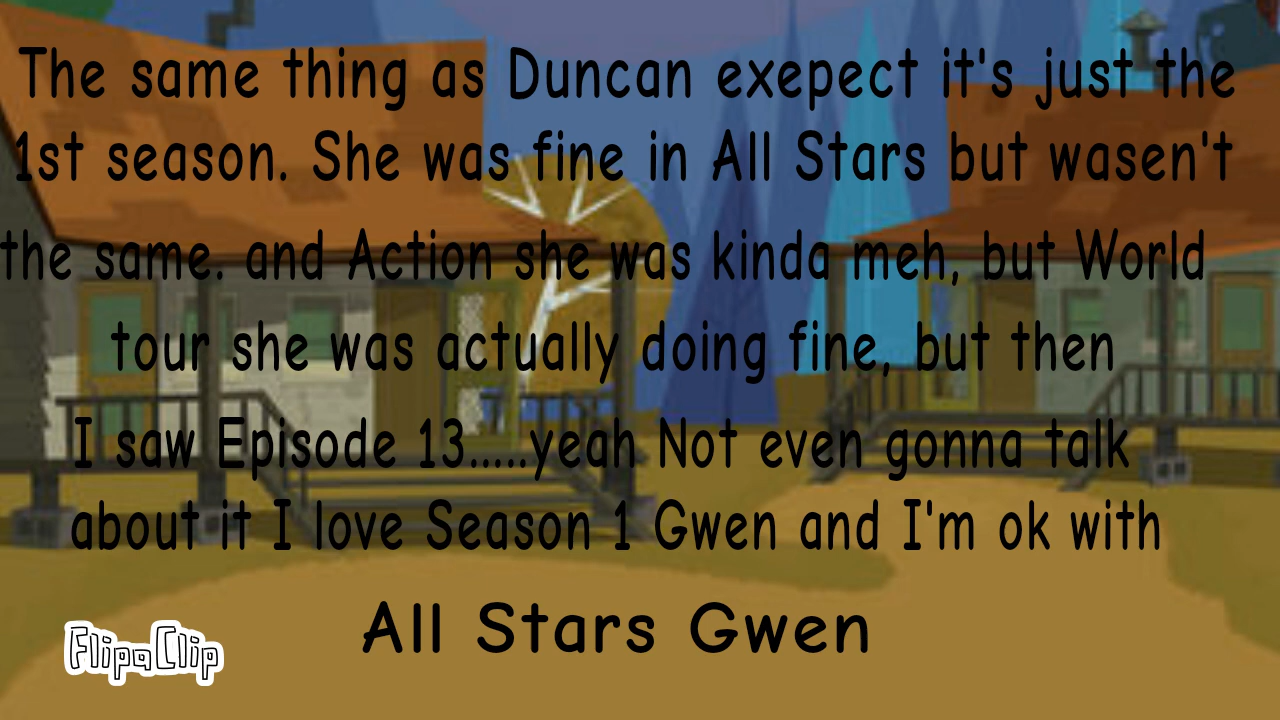 The same thing as Duncan exepect it's just the
1st season. She was fine in All Stars but wasen't
the same. and Action she was kinda meh, but World
tour she was actually doing fine, but then
I saw Episode 13.....yeah Not even gonna talk
about it I love Season 1 Gwen and I'm ok with
All Stars Gwen
FlipaClip